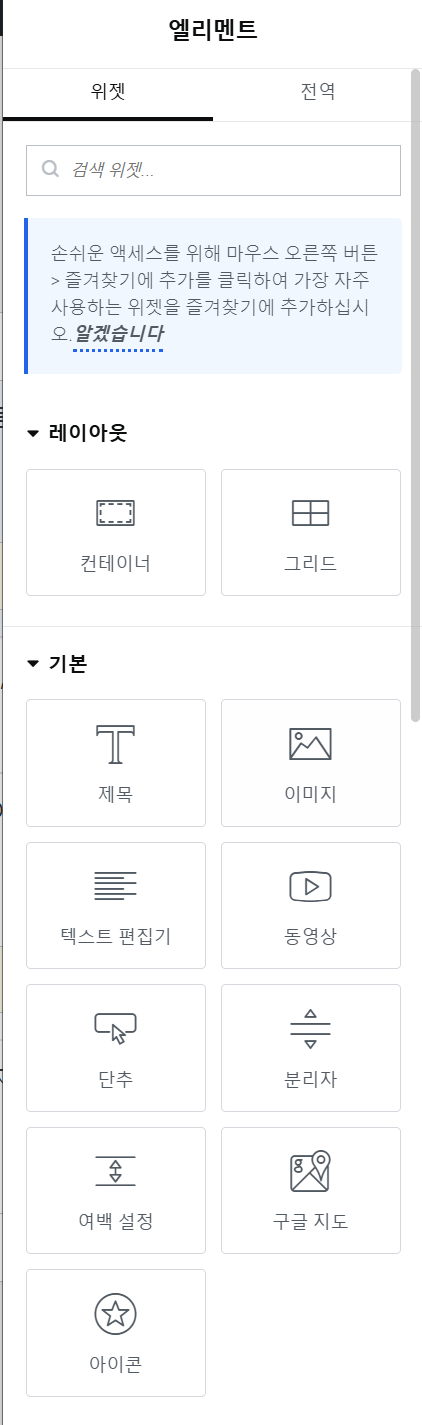 엘리멘트
위젯 전역
검색 위젯...
손쉬운 액세스를 위해 마우스 오른쪽 버튼
> 즐겨찾기에 추가를 클릭하여 가장 자주
사용하는 위젯을 즐겨찾기에 추가하십시
오.알겠습니다
레이아웃
컨테이너 그리드
기본
제목 이미지
텍스트 편집기 동영상
단추 분리자
여백 설정 구글 지도
아이콘